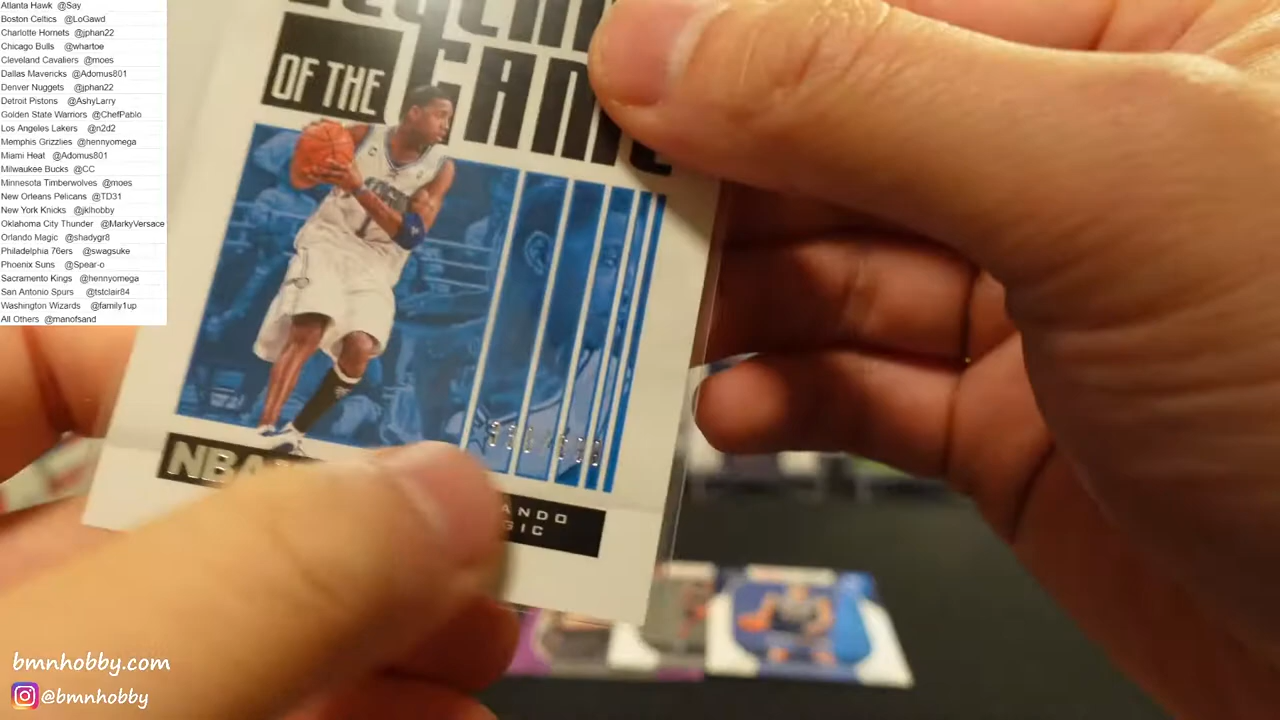 Atlanta Hawk @Say
Boston Celtics @LoGawd
Charlotte Hornets @jphan22
Chicago Bulls @whartoe
Cleveland Cavaliers @moes
Dallas Mavericks @Adomus801
Denver Nuggets @jphan22
Detroit Pistons @AshyLarry
Golden State Warriors @ChefPablo
Los Angeles Lakers @n2d2
Memphis Grizzlies @hennyomega
Miami Heat @Adomus801
Milwaukee Bucks @CC
Minnesota Timberwolves @moes
New Orleans Pelicans @TD31
New York Knicks @jklhobby
Oklahoma City Thunder @MarkyVersace
Orlando Magic @shadygr8
Philadelphia 76ers @swagsuke
Phoenix Suns @Spear-o
Sacramento Kings @hennyomega
San Antonio Spurs @tstclair84
Washington Wizards @family1up
All Others @manofsand
OF THE GAME
NBA
bmnhobby.com
@bmnhobby